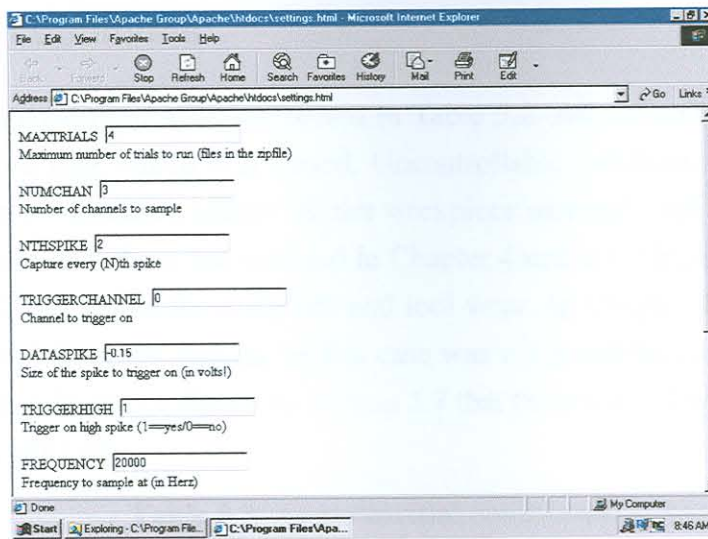 C:\Program Files\Apache Group\Apache\htdocs\settings.html - Microsoft Internet Explorer
File Edit View Favorites Tools Help
Back Forward Stop Refresh Home Search Favorites History Mail Print Edit
Address C:\Program Files\Apache Group\Apache\htdocs\settings.html Go Links
MAXTRIALS 4
Maximum number of trials to run (files in the zipfile)
NUMCHAN 3
Number of channels to sample
NTHSPIKE 2
Capture every (N)th spike
TRIGGERCHANNEL 0
Channel to trigger on
DATASPIKE -0.15
Size of the spike to trigger on (in volts!)
TRIGGERHIGH 1
Trigger on high spike (1==yes/0==no)
FREQUENCY 20000
Frequency to sample at (in Herz)
Done My Computer
Start Exploring - C:\Program File... C:\Program Files\Apa... 8:46 AM